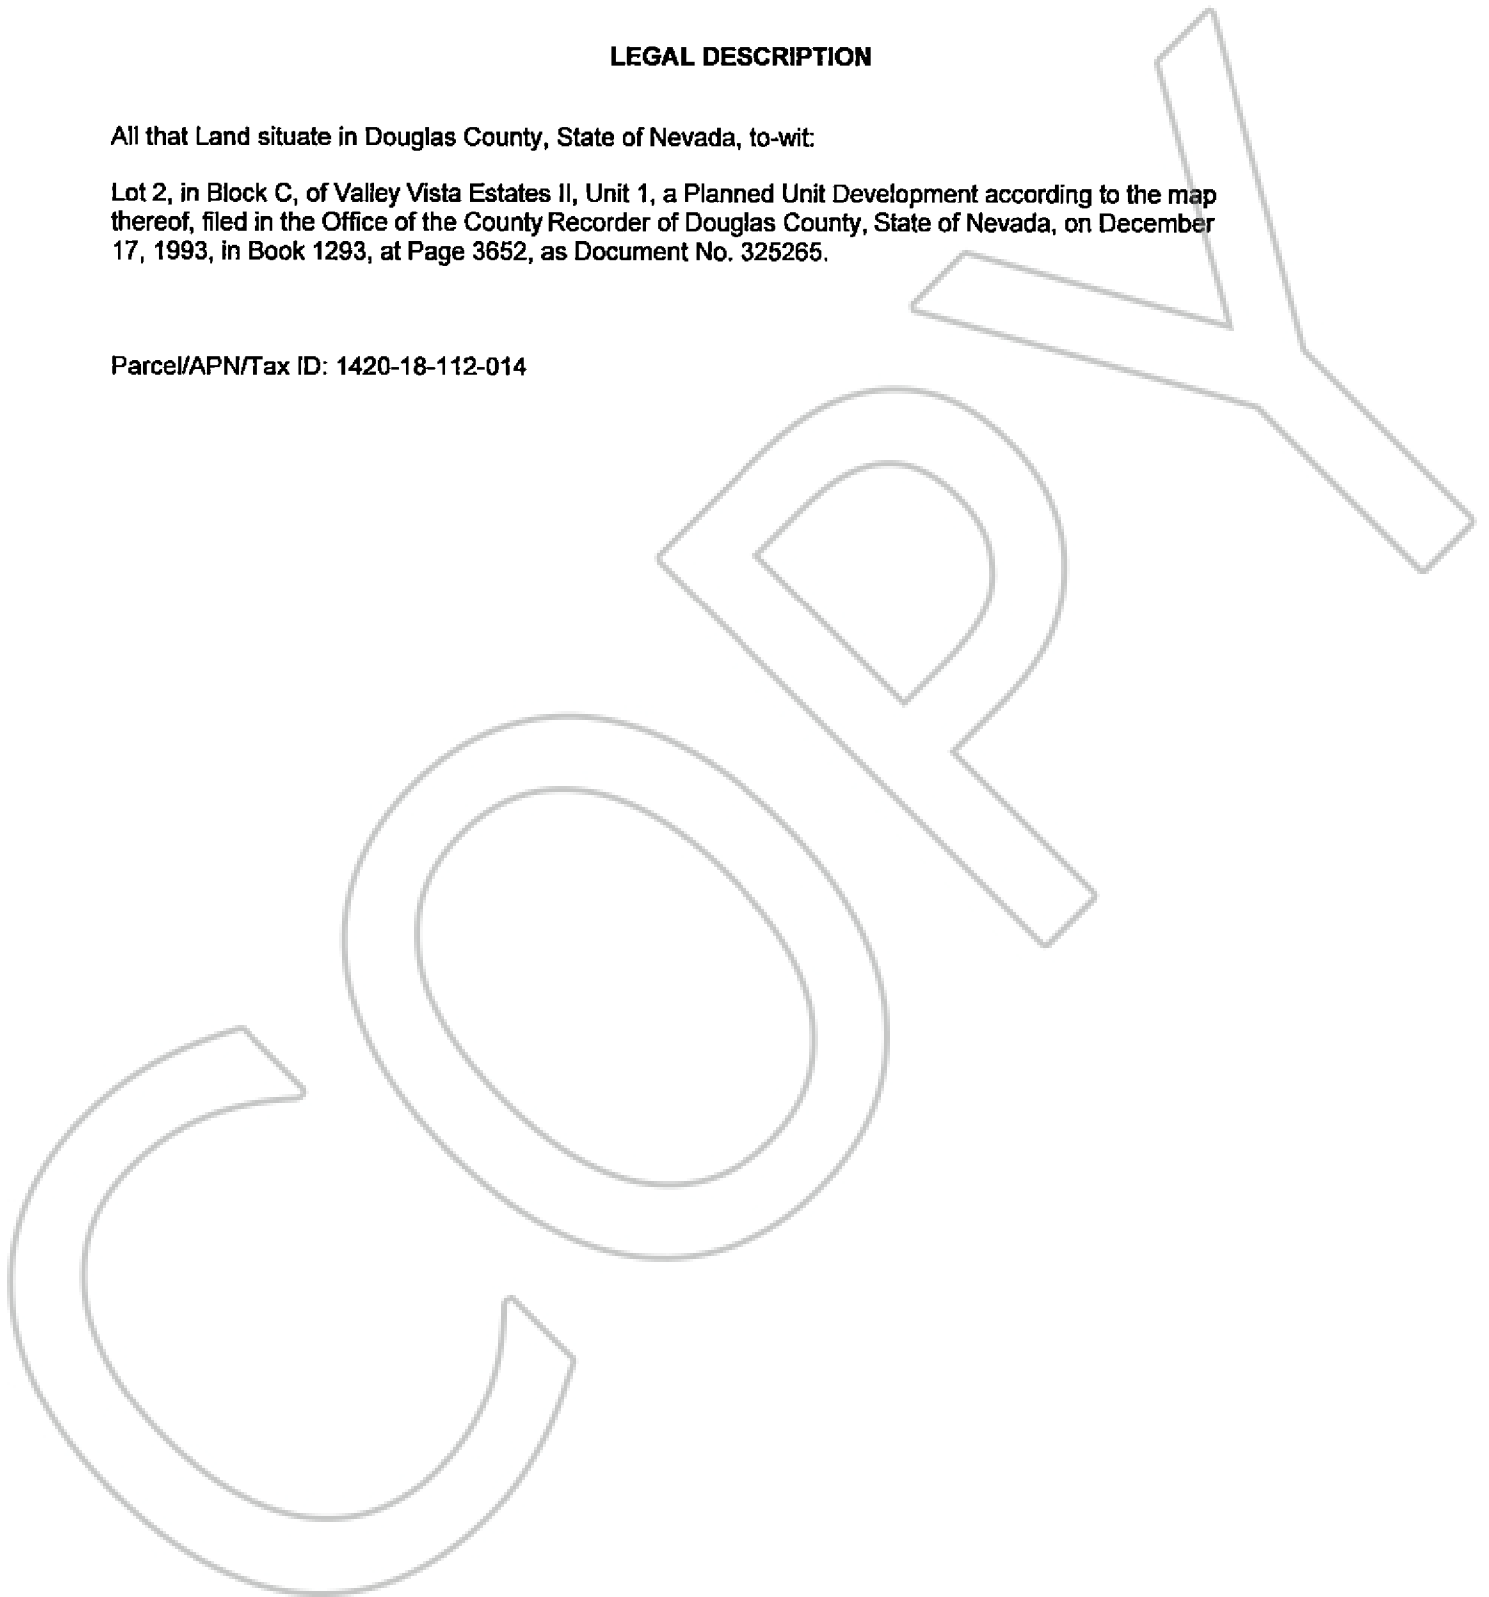 LEGAL DESCRIPTION
All that Land situate in Douglas County, State of Nevada, to-wit:
Lot 2, in Block C, of Valley Vista Estates II, Unit 1, a Planned Unit Development according to the map
thereof, filed in the Office of the County Recorder of Douglas County, State of Nevada, on December
17, 1993, in Book 1293, at Page 3652, as Document No. 325265.
Parcel/APN/Tax ID: 1420-18-112-014
COPY